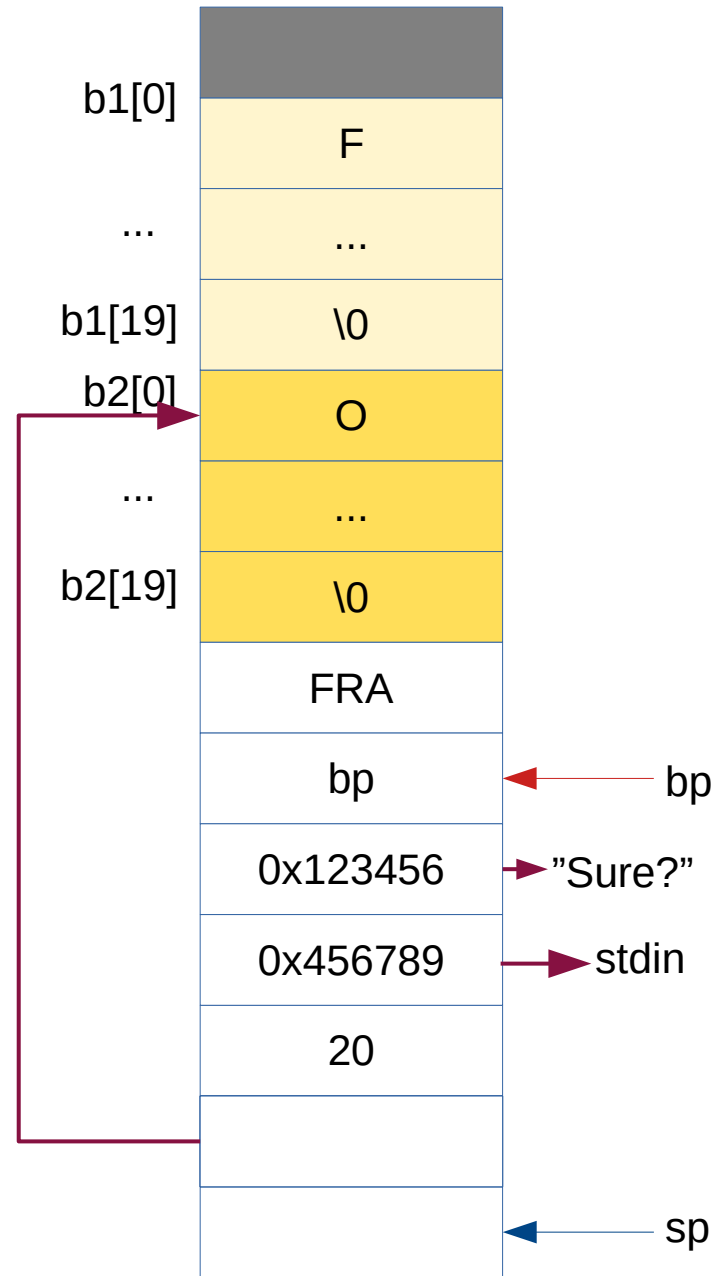 b1[0]
F
... ...
b1[19] \0
b2[0] O
... ...
b2[19] \0
FRA
bp bp
0x123456 ”Sure?”
0x456789 stdin
20
sp